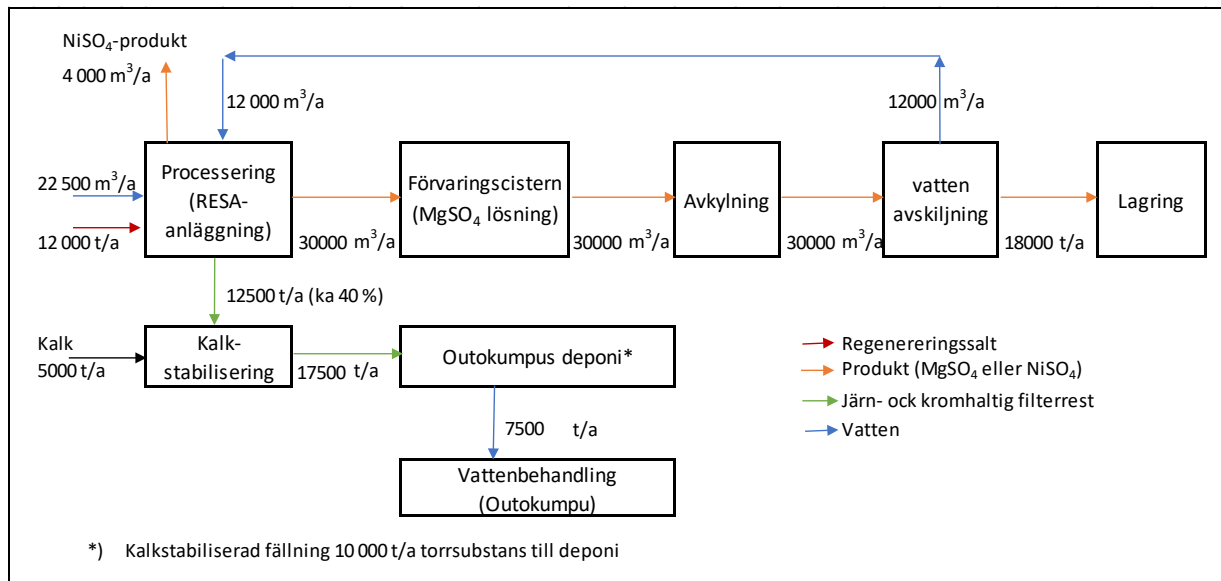 NiSO₄-produkt
4 000 m³/a
12 000 m³/a
12000 m³/a
22 500 m³/a
12 000 t/a
Processering
(RESA-
anläggning)
30000 m³/a
Förvaringscistern
(MgSO₄ lösning)
30000 m³/a
Avkylning
30000 m³/a
vatten
avskiljning
18000 t/a
Lagring
12500 t/a (ka 40 %)
Kalk
5000 t/a
Kalk-
stabilisering
17500 t/a
Outokumpus deponi*
7500 t/a
Vattenbehandling
(Outokumpu)
Regenereringssalt
Produkt (MgSO₄ eller NiSO₄)
Järn- ock kromhaltig filterrest
Vatten
*) Kalkstabiliserad fällning 10 000 t/a torrsubstans till deponi